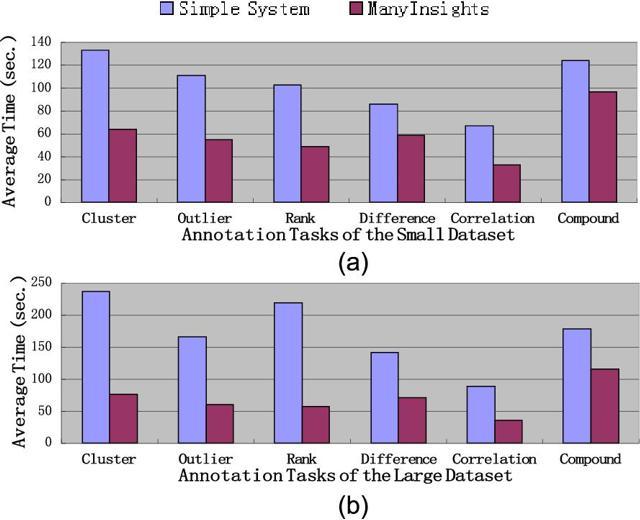 Simple System ManyInsights
Average Time (sec.)
140
120
100
80
60
40
20
0
Cluster Outlier Rank Difference Correlation Compound
Annotation Tasks of the Small Dataset
(a)
Average Time (sec.)
250
200
150
100
50
0
Cluster Outlier Rank Difference Correlation Compound
Annotation Tasks of the Large Dataset
(b)